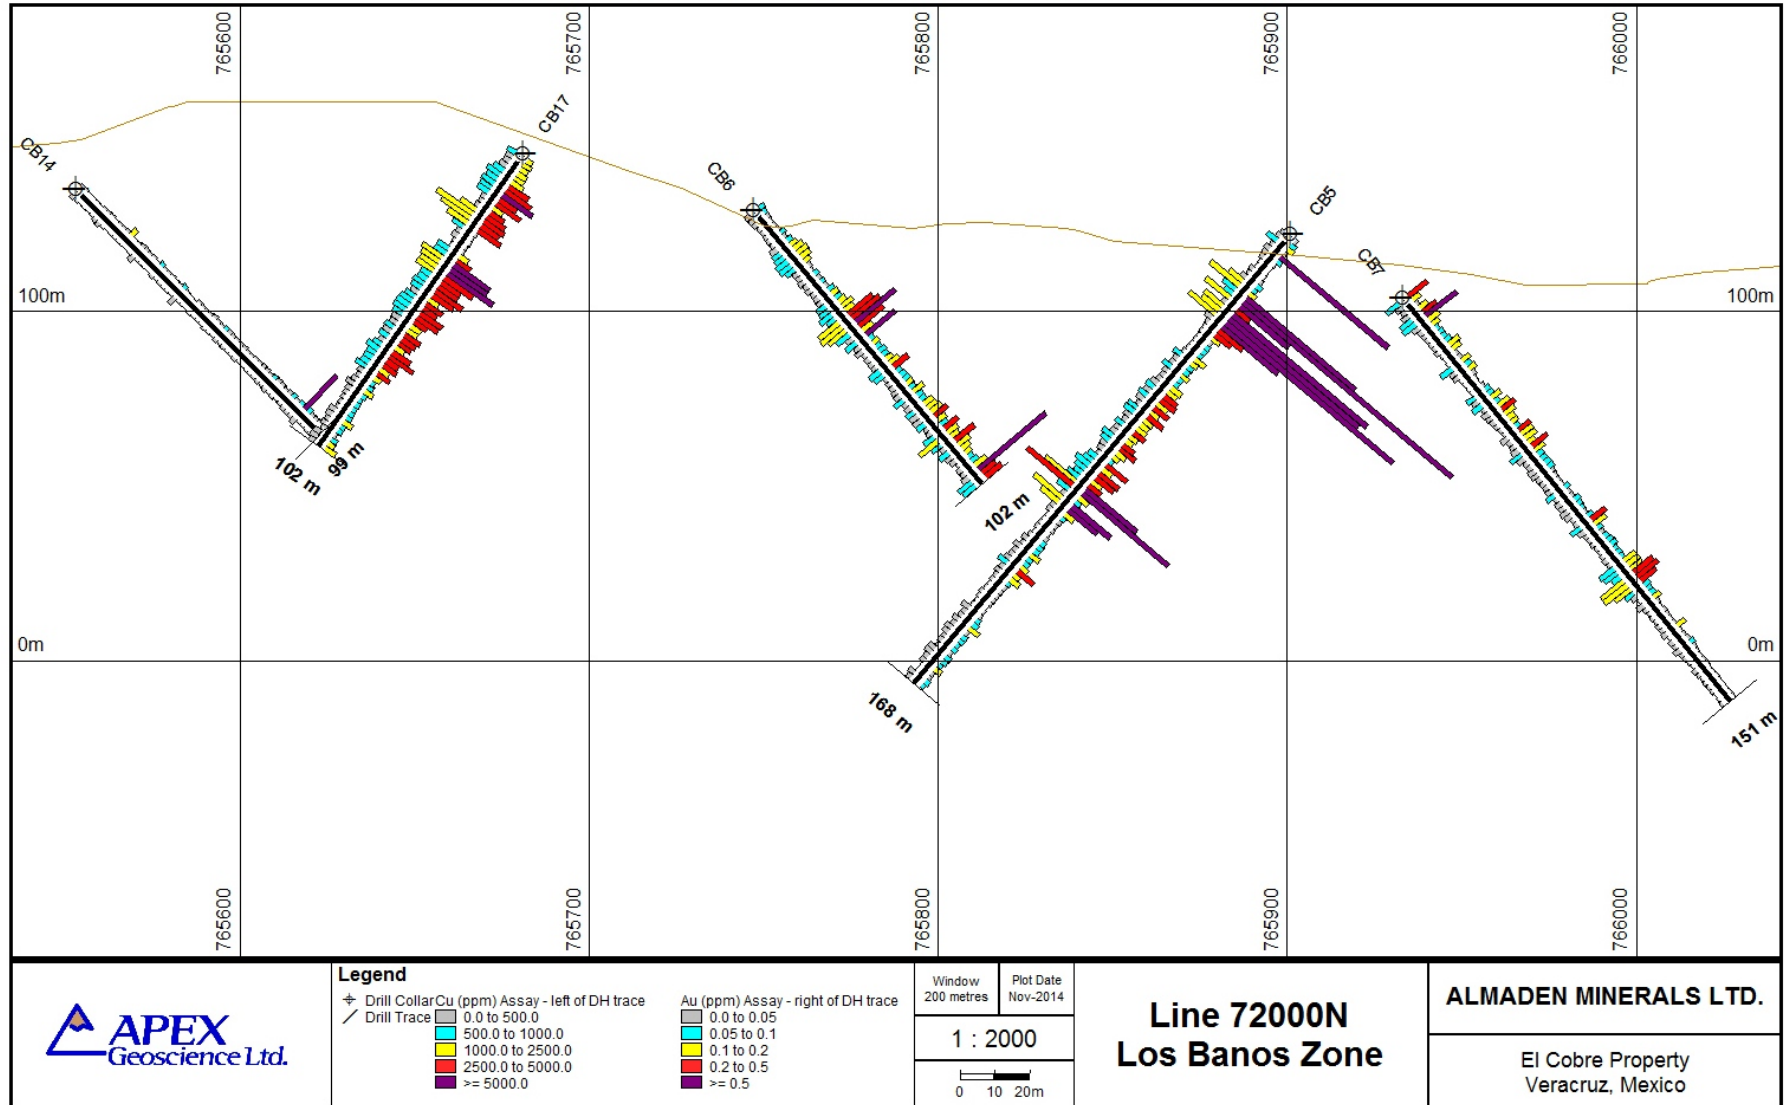 765600
765700
765800
765900
766000
CB14
CB17
CB6
CB5
CB7
100m
100m
102 m
99 m
102 m
0m
0m
168 m
151 m
765600
765700
765800
765900
766000
APEX
Geoscience Ltd.
Legend
Drill Collar
Drill Trace
Cu (ppm) Assay - left of DH trace
0.0 to 500.0
500.0 to 1000.0
1000.0 to 2500.0
2500.0 to 5000.0
>= 5000.0
Au (ppm) Assay - right of DH trace
0.0 to 0.05
0.05 to 0.1
0.1 to 0.2
0.2 to 0.5
>= 0.5
Window
200 metres
Plot Date
Nov-2014
1 : 2000
0 10 20m
Line 72000N
Los Banos Zone
ALMADEN MINERALS LTD.
El Cobre Property
Veracruz, Mexico